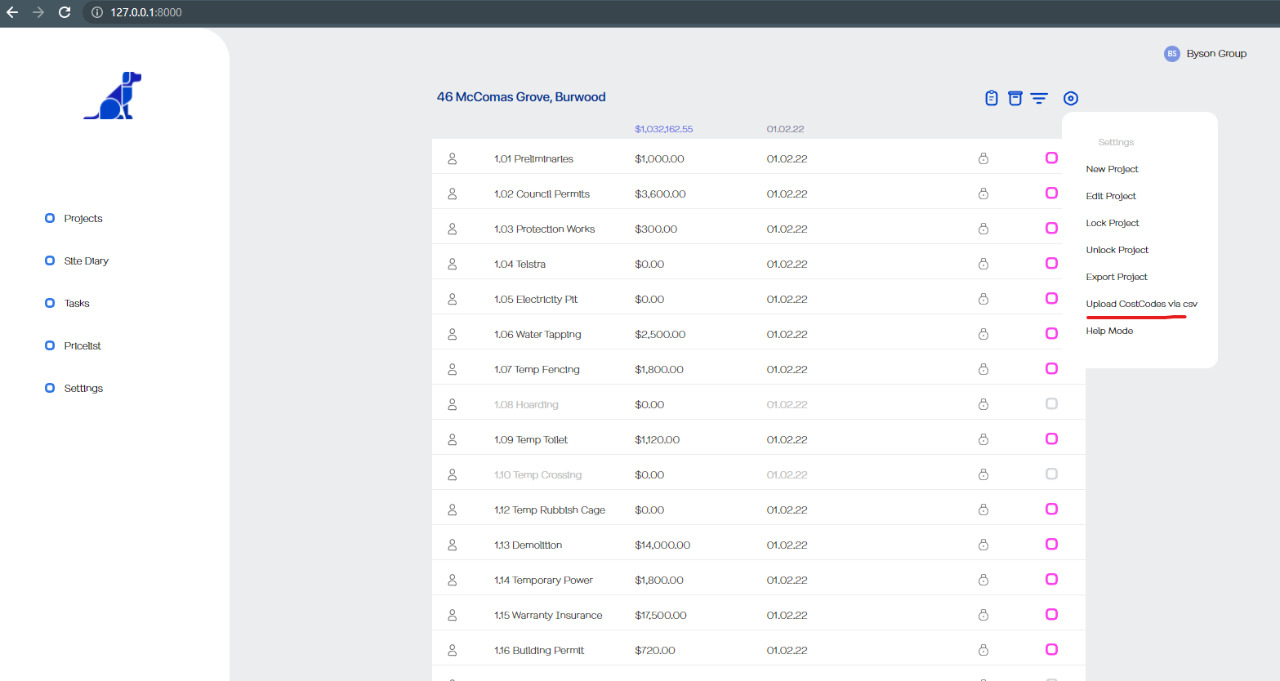 127.0.0.1:8000
BS Byson Group
46 McComas Grove, Burwood
$1,032,162.55 01.02.22
Projects
Site Diary
Tasks
Pricelist
Settings
1.01 Preliminaries $1,000.00 01.02.22
1.02 Council Permits $3,600.00 01.02.22
1.03 Protection Works $300.00 01.02.22
1.04 Telstra $0.00 01.02.22
1.05 Electricity Pit $0.00 01.02.22
1.06 Water Tapping $2,500.00 01.02.22
1.07 Temp Fencing $1,800.00 01.02.22
1.08 Hoarding $0.00 01.02.22
1.09 Temp Toilet $1,120.00 01.02.22
1.10 Temp Crossing $0.00 01.02.22
1.12 Temp Rubbish Cage $0.00 01.02.22
1.13 Demolition $14,000.00 01.02.22
1.14 Temporary Power $1,800.00 01.02.22
1.15 Warranty Insurance $17,500.00 01.02.22
1.16 Building Permit $720.00 01.02.22
Settings
New Project
Edit Project
Lock Project
Unlock Project
Export Project
Upload CostCodes via csv
Help Mode